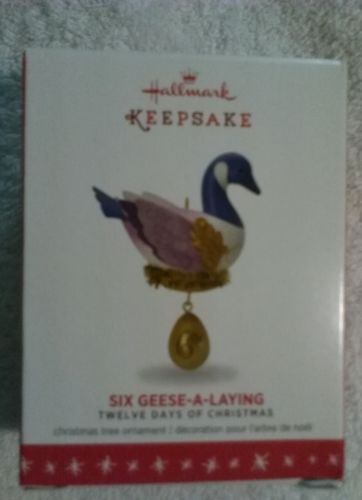 Hallmark
KEEPSAKE
SIX GEESE-A-LAYING
TWELVE DAYS OF CHRISTMAS
christmas tree ornament | décoration pour l'arbre de noël